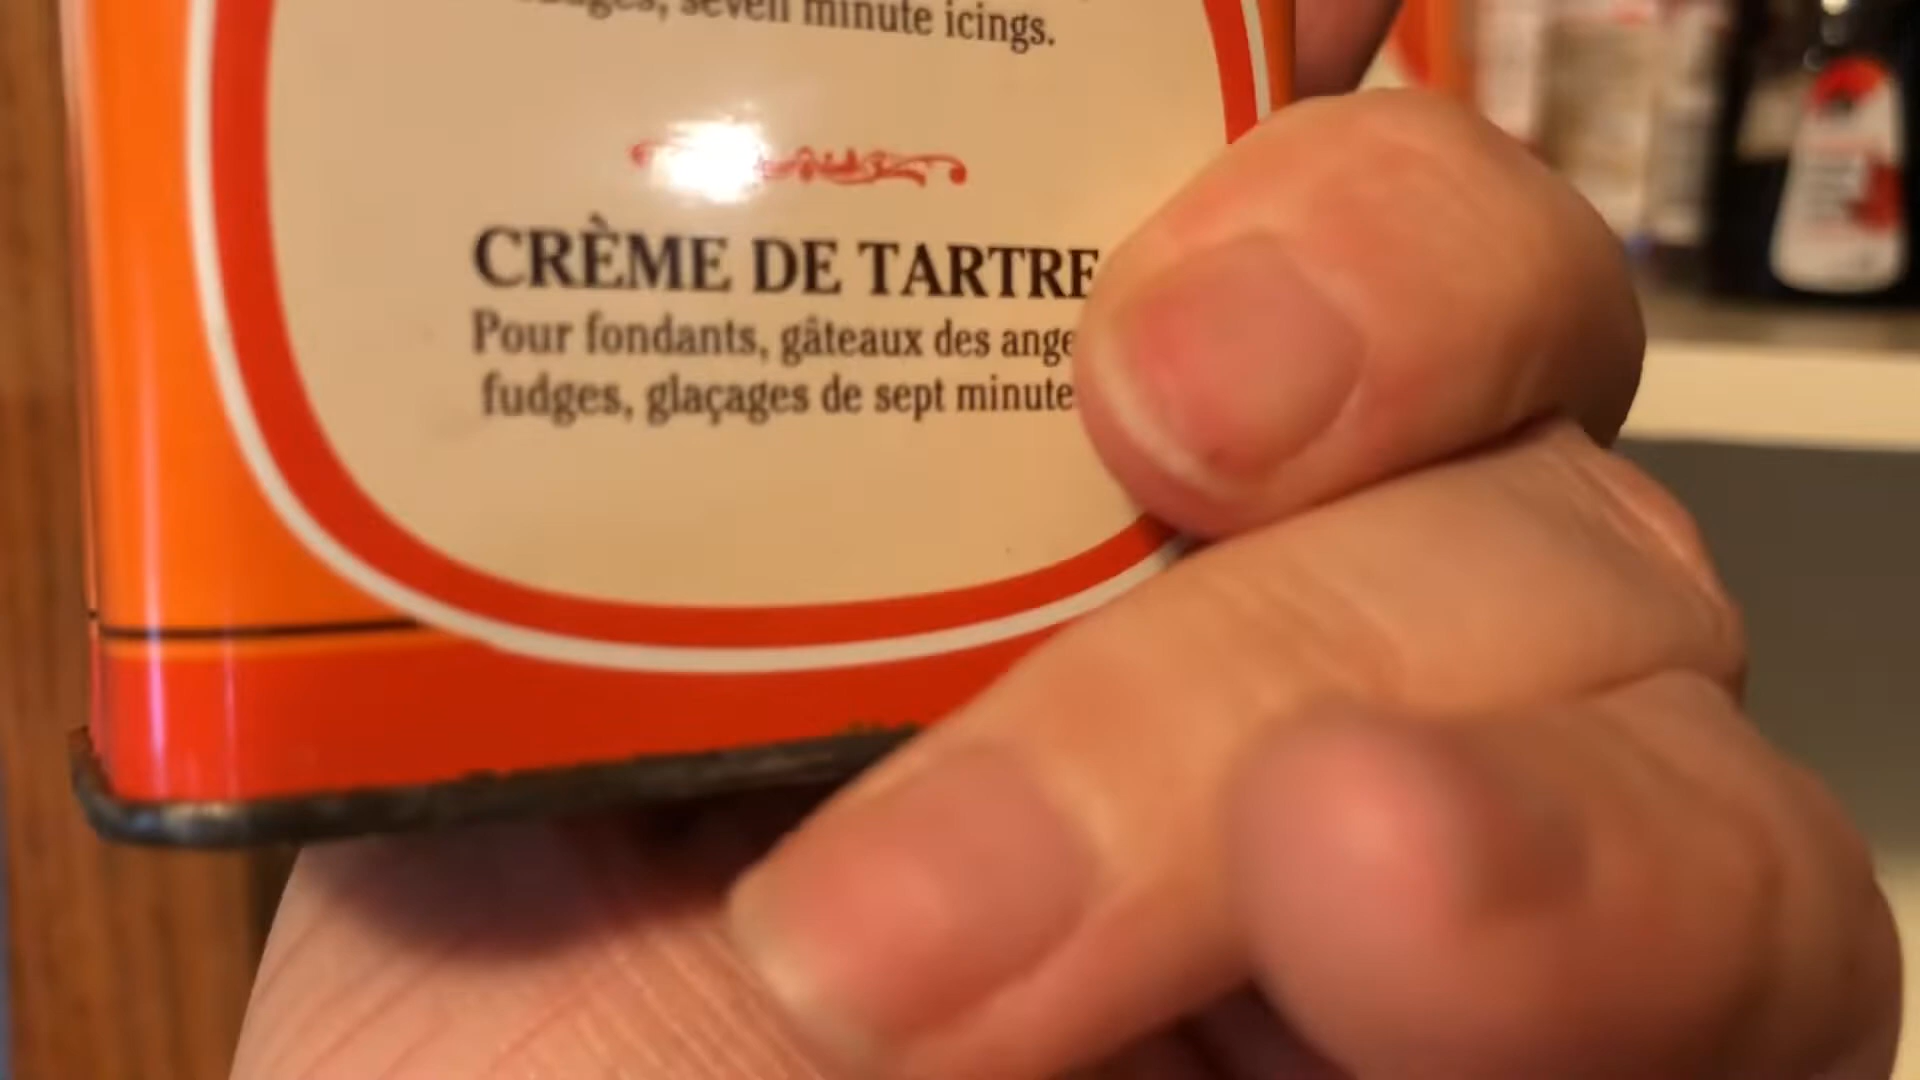 seven minute icings.
CRÈME DE TARTRE
Pour fondants, gâteaux des ange
fudges, glaçages de sept minute